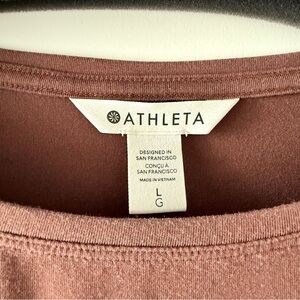 ATHLETA
DESIGNED IN
SAN FRANCISCO
CONÇU À
SAN FRANCISCO
MADE IN VIETNAM
L
G